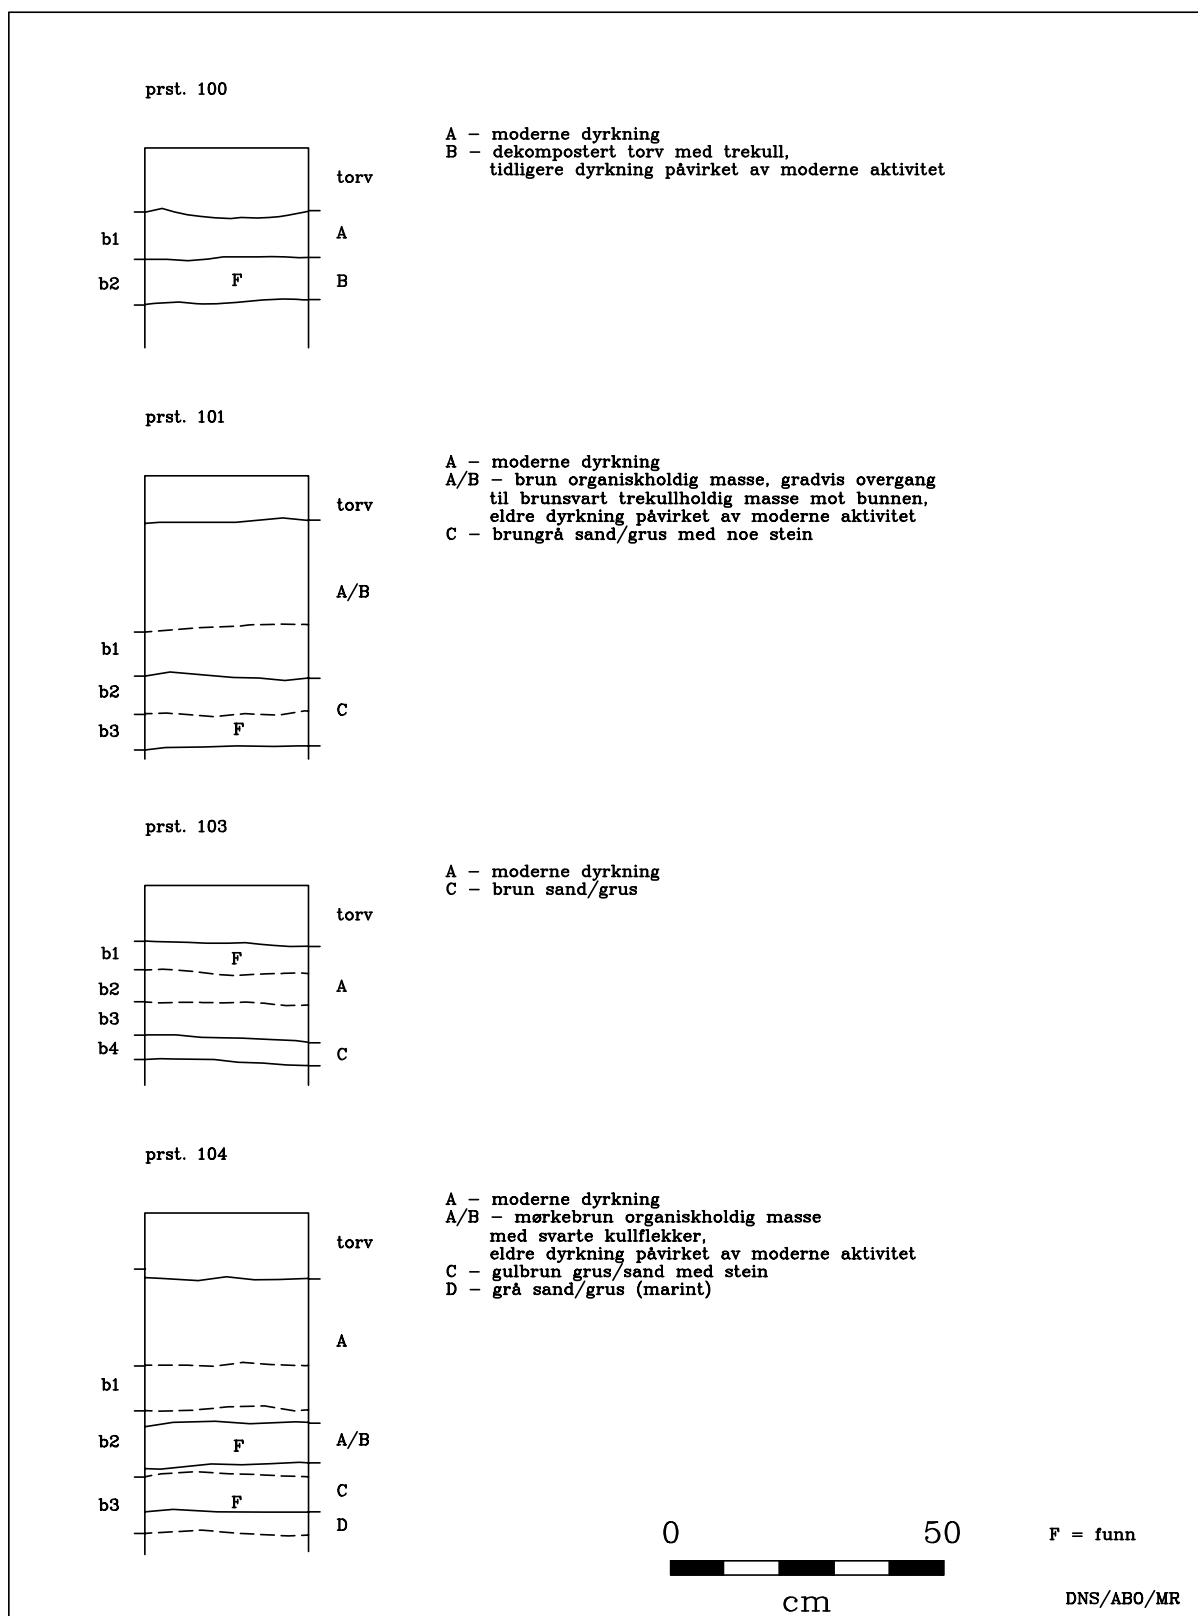 prst. 100
A – moderne dyrkning
B – dekompostert torv med trekull,
tidligere dyrkning påvirket av moderne aktivitet
torv
b1
A
b2
F
B
prst. 101
A – moderne dyrkning
A/B – brun organiskholdig masse, gradvis overgang
til brunsvart trekullholdig masse mot bunnen,
eldre dyrkning påvirket av moderne aktivitet
C – brungrå sand/grus med noe stein
torv
A/B
b1
b2
C
b3
F
prst. 103
A – moderne dyrkning
C – brun sand/grus
torv
b1
F
b2
A
b3
b4
C
prst. 104
A – moderne dyrkning
A/B – mørkebrun organiskholdig masse
med svarte kullflekker,
eldre dyrkning påvirket av moderne aktivitet
C – gulbrun grus/sand med stein
D – grå sand/grus (marint)
torv
A
b1
b2
F
A/B
C
b3
F
D
0 50
cm
F = funn
DNS/ABO/MR